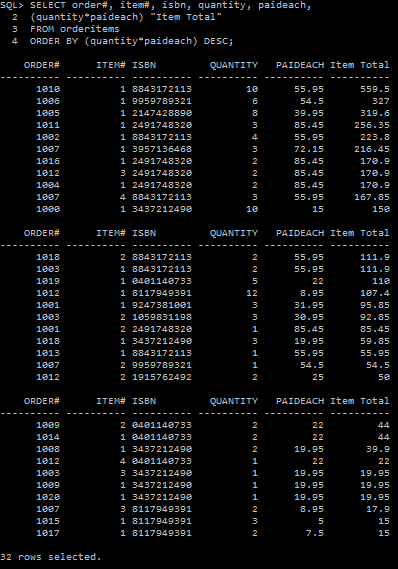 SQL> SELECT order#, item#, isbn, quantity, paideach,
2 (quantity*paideach) "Item Total"
3 FROM orderitems
4 ORDER BY (quantity*paideach) DESC;
ORDER# ITEM# ISBN QUANTITY PAIDEACH Item Total
---------- ---------- ---------- ---------- ---------- ----------
1010 1 8843172113 10 55.95 559.5
1006 1 9959789321 6 54.5 327
1005 1 2147428890 8 39.95 319.6
1011 1 2491748320 3 85.45 256.35
1002 1 8843172113 4 55.95 223.8
1007 1 3957136468 3 72.15 216.45
1016 1 2491748320 2 85.45 170.9
1012 3 2491748320 2 85.45 170.9
1004 1 2491748320 2 85.45 170.9
1007 4 8843172113 3 55.95 167.85
1000 1 3437212490 10 15 150
ORDER# ITEM# ISBN QUANTITY PAIDEACH Item Total
---------- ---------- ---------- ---------- ---------- ----------
1018 2 8843172113 2 55.95 111.9
1003 1 8843172113 2 55.95 111.9
1019 1 0401140733 5 22 110
1012 1 8117949391 12 8.95 107.4
1001 1 9247381001 3 31.95 95.85
1003 2 1059831198 3 30.95 92.85
1001 2 2491748320 1 85.45 85.45
1018 1 3437212490 3 19.95 59.85
1013 1 8843172113 1 55.95 55.95
1007 2 9959789321 1 54.5 54.5
1012 2 1915762492 2 25 50
ORDER# ITEM# ISBN QUANTITY PAIDEACH Item Total
---------- ---------- ---------- ---------- ---------- ----------
1009 2 0401140733 2 22 44
1014 1 0401140733 2 22 44
1008 1 3437212490 2 19.95 39.9
1012 4 0401140733 1 22 22
1003 3 3437212490 1 19.95 19.95
1009 1 3437212490 1 19.95 19.95
1020 1 3437212490 1 19.95 19.95
1007 3 8117949391 2 8.95 17.9
1015 1 8117949391 3 5 15
1017 1 8117949391 2 7.5 15
32 rows selected.